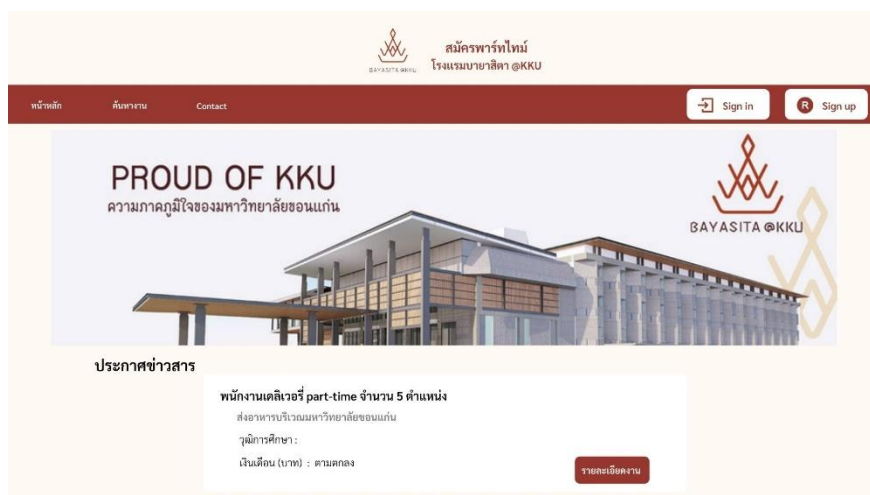 สมัครพาร์ทไทม์
BAYASITA @KKU
โรงแรมบายาสิตา @KKU
หน้าหลัก ค้นหางาน Contact Sign in R Sign up
PROUD OF KKU
ความภาคภูมิใจของมหาวิทยาลัยขอนแก่น
BAYASITA @KKU
ประกาศข่าวสาร
พนักงานเดลิเวอรี่ part-time จำนวน 5 ตำแหน่ง
ส่งอาหารบริเวณมหาวิทยาลัยขอนแก่น
วุฒิการศึกษา :
เงินเดือน (บาท) : ตามตกลง
รายละเอียดงาน